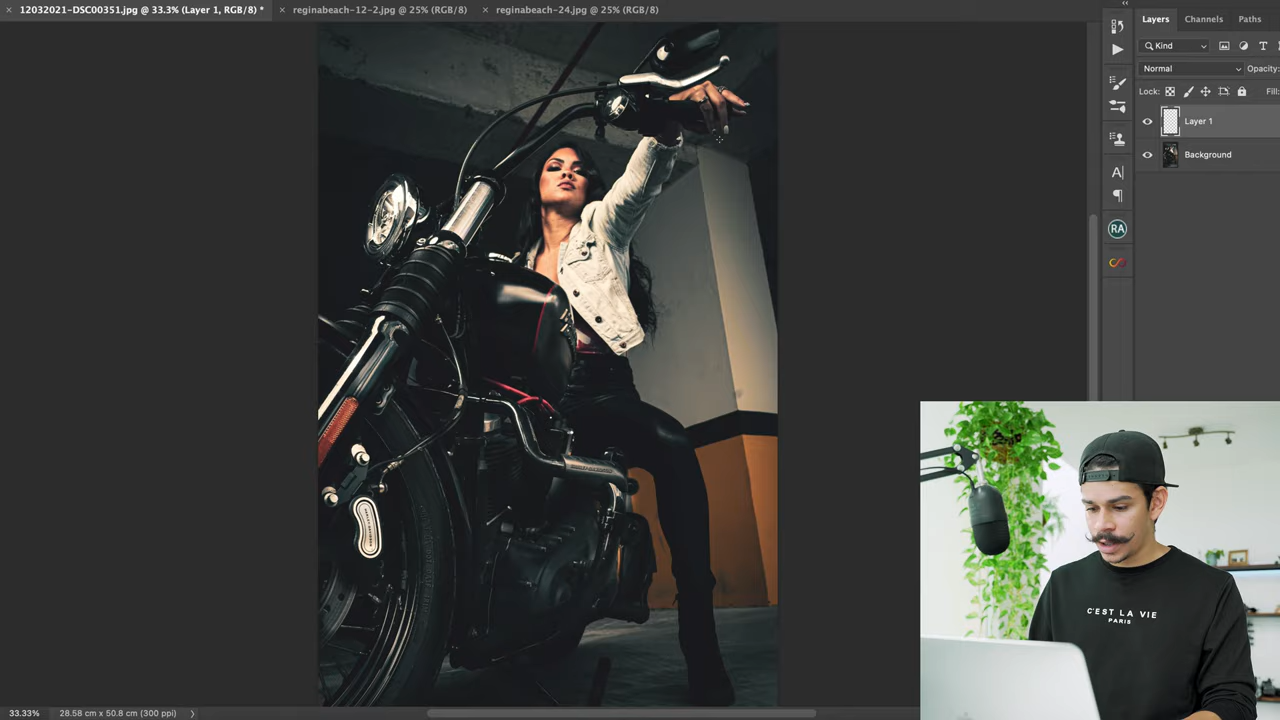 × 12032021-DSC00351.jpg @ 33.3% (Layer 1, RGB/8) *
× reginabeach-12-2.jpg @ 25% (RGB/8)
× reginabeach-24.jpg @ 25% (RGB/8)
Layers Channels Paths
Kind
Normal Opacity:
Lock: Fill:
Layer 1
Background
A|
¶
RA
C'EST LA VIE
PARIS
33.33% 28.58 cm x 50.8 cm (300 ppi)